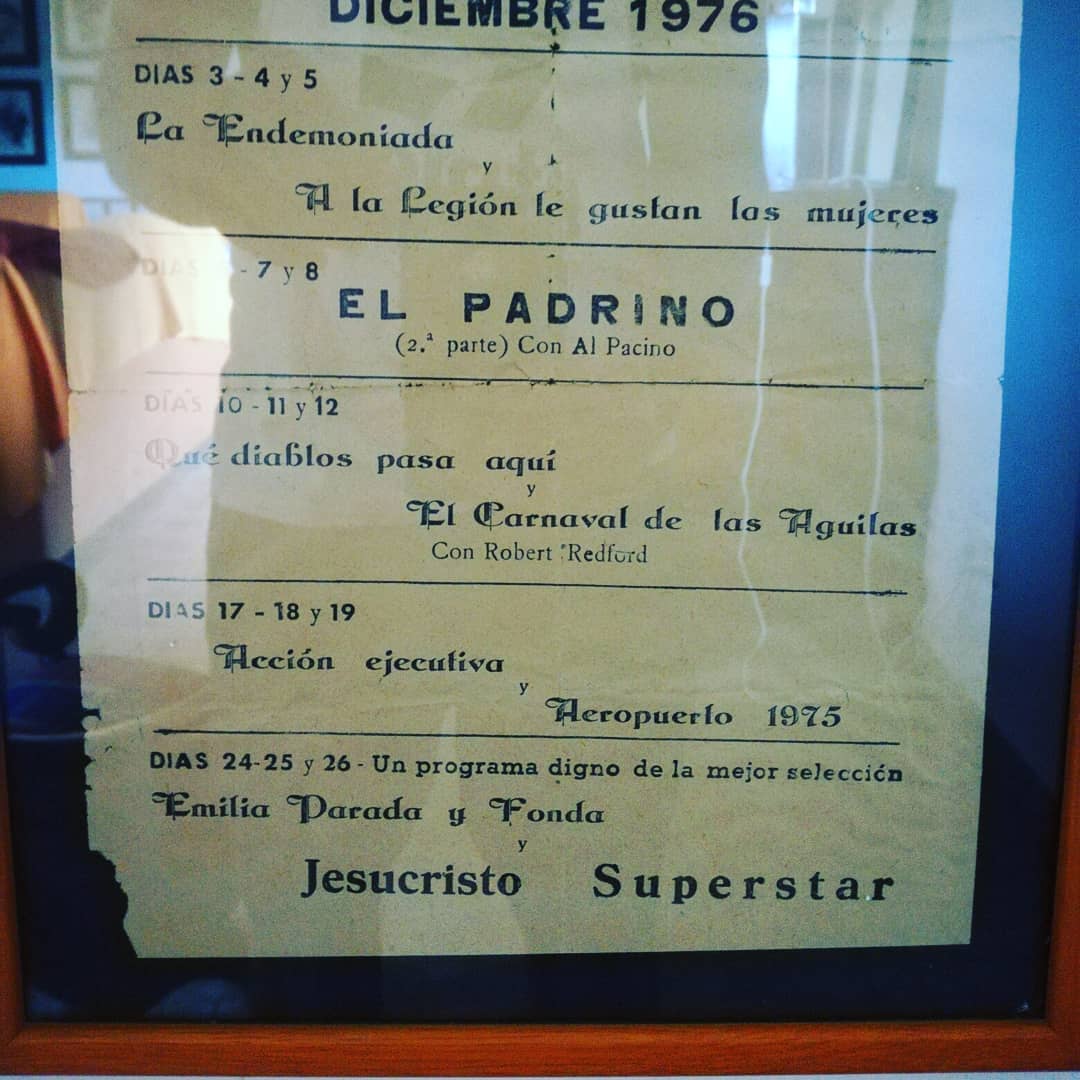 DICIEMBRE 1976
DIAS 3 - 4 y 5
La Endemoniada
y
A la Legión le gustan las mujeres
DIAS - 7 y 8
EL PADRINO
(2.ª parte) Con Al Pacino
DIAS 10 - 11 y 12
Qué diablos pasa aquí
y
El Carnaval de las Aguilas
Con Robert Redford
DIAS 17 - 18 y 19
Acción ejecutiva
y
Aeropuerto 1975
DIAS 24-25 y 26 - Un programa digno de la mejor selección
Emilia Parada y Fonda
y
Jesucristo Superstar